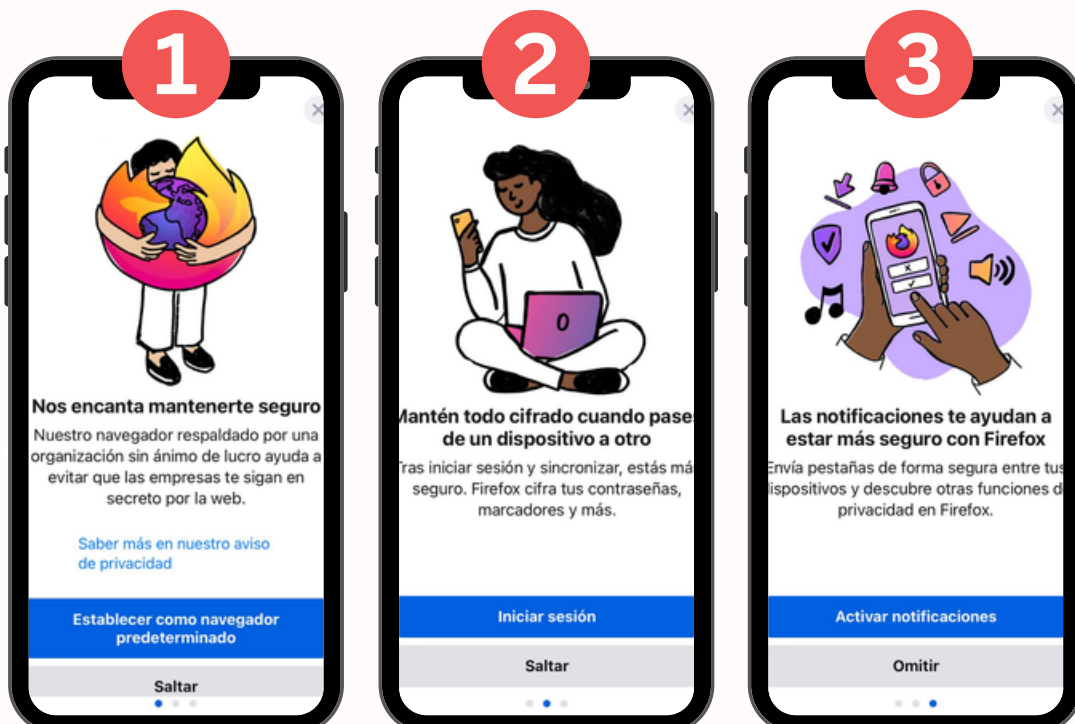 1
Nos encanta mantenerte seguro
Nuestro navegador respaldado por una
organización sin ánimo de lucro ayuda a
evitar que las empresas te sigan en
secreto por la web.
Saber más en nuestro aviso
de privacidad
Establecer como navegador
predeterminado
Saltar
2
Mantén todo cifrado cuando pases
de un dispositivo a otro
Tras iniciar sesión y sincronizar, estás más
seguro. Firefox cifra tus contraseñas,
marcadores y más.
Iniciar sesión
Saltar
3
Las notificaciones te ayudan a
estar más seguro con Firefox
Envía pestañas de forma segura entre tus
dispositivos y descubre otras funciones de
privacidad en Firefox.
Activar notificaciones
Omitir